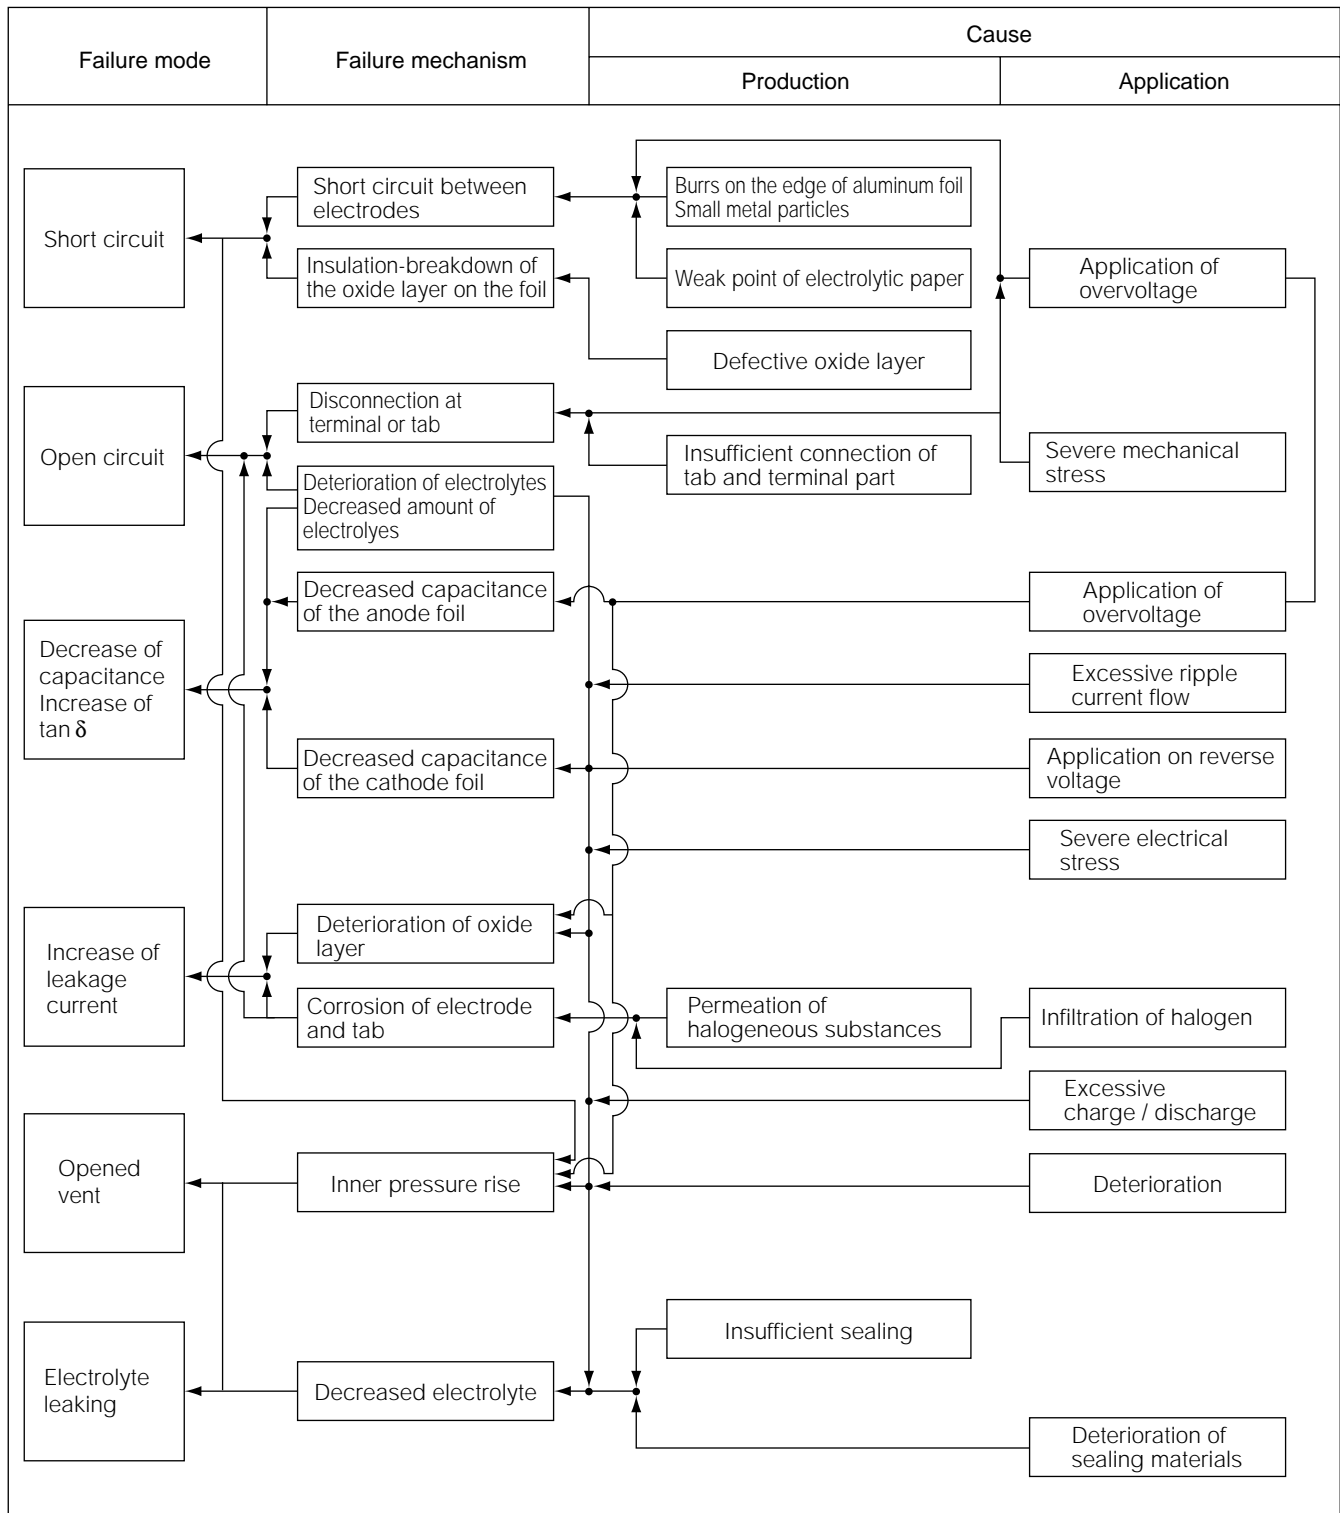 Failure mode
Failure mechanism
Cause
Production
Application
Short circuit
Short circuit between
electrodes
Insulation-breakdown of
the oxide layer on the foil
Burrs on the edge of aluminum foil
Small metal particles
Weak point of electrolytic paper
Defective oxide layer
Application of
overvoltage
Open circuit
Disconnection at
terminal or tab
Deterioration of electrolytes
Decreased amount of
electrolyes
Insufficient connection of
tab and terminal part
Severe mechanical
stress
Decrease of
capacitance
Increase of
tan δ
Decreased capacitance
of the anode foil
Decreased capacitance
of the cathode foil
Application of
overvoltage
Excessive ripple
current flow
Application on reverse
voltage
Severe electrical
stress
Increase of
leakage
current
Deterioration of oxide
layer
Corrosion of electrode
and tab
Permeation of
halogeneous substances
Infiltration of halogen
Excessive
charge / discharge
Opened
vent
Inner pressure rise
Deterioration
Electrolyte
leaking
Decreased electrolyte
Insufficient sealing
Deterioration of
sealing materials